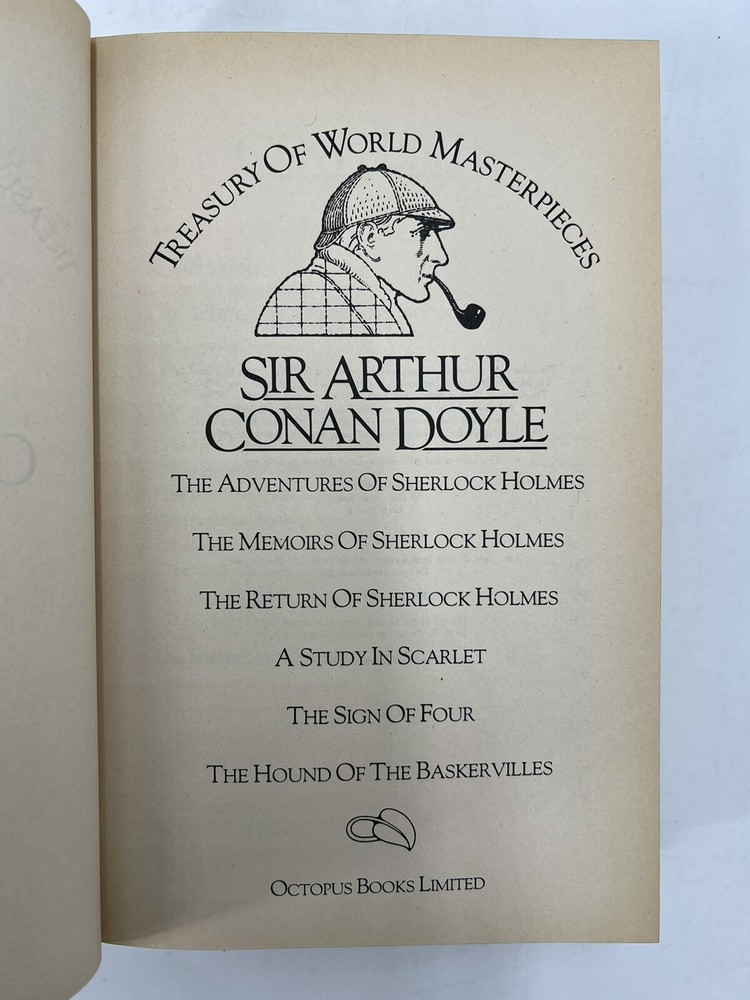 Treasury Of World Masterpieces
Sir Arthur
Conan Doyle
The Adventures Of Sherlock Holmes
The Memoirs Of Sherlock Holmes
The Return Of Sherlock Holmes
A Study In Scarlet
The Sign Of Four
The Hound Of The Baskervilles
Octopus Books Limited